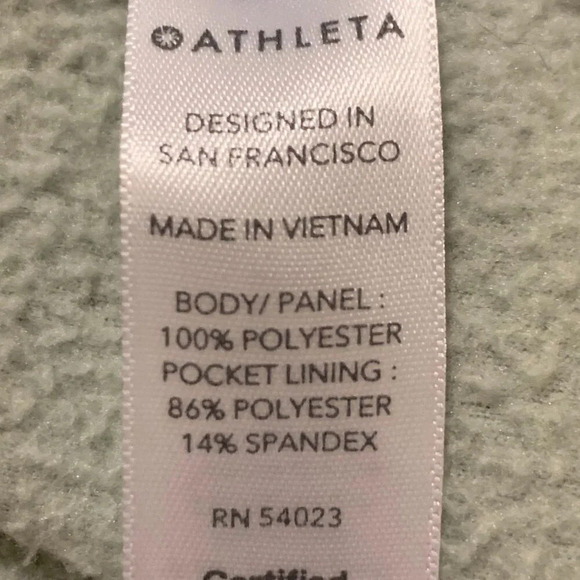 ATHLETA
DESIGNED IN
SAN FRANCISCO
MADE IN VIETNAM
BODY/ PANEL :
100% POLYESTER
POCKET LINING :
86% POLYESTER
14% SPANDEX
RN 54023
Certified